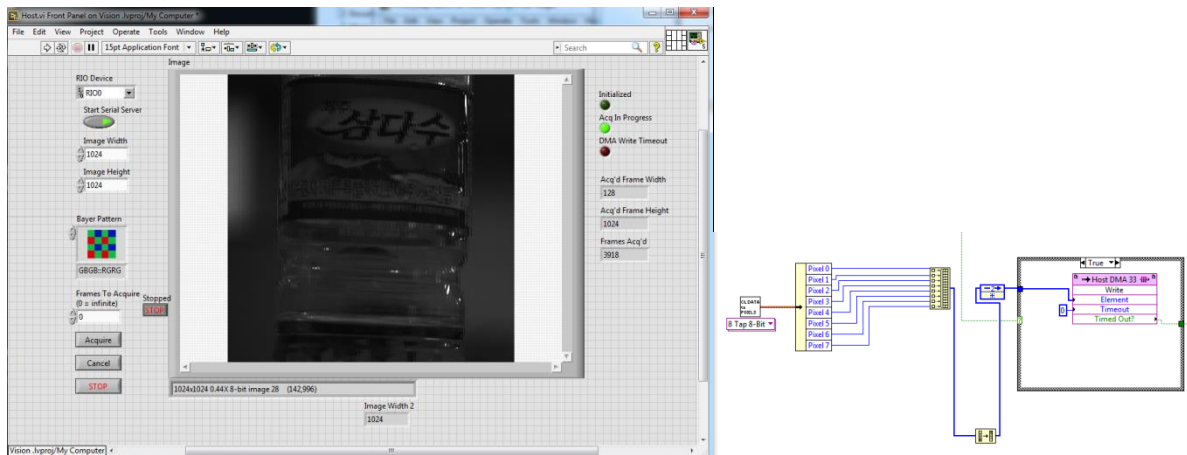 Host.vi Front Panel on Vision .lvproj/My Computer *
File Edit View Project Operate Tools Window Help
15pt Application Font
Search
Image
RIO Device
RIO0
Start Serial Server
Image Width
1024
Image Height
1024
Bayer Pattern
GBGB::RGRG
Frames To Acquire
(0 = infinite)
0
Stopped
STOP
Acquire
Cancel
STOP
삼다수
1024x1024 0.44X 8-bit image 28 (142,996)
Image Width 2
1024
Initialized
Acq In Progress
DMA Write Timeout
Acq'd Frame Width
128
Acq'd Frame Height
1024
Frames Acq'd
3918
Vision .lvproj/My Computer
CLDATA
to
PIXELS
8 Tap 8-Bit
Pixel 0
Pixel 1
Pixel 2
Pixel 3
Pixel 4
Pixel 5
Pixel 6
Pixel 7
True
Host DMA 33
Write
Element
0
Timeout
Timed Out?